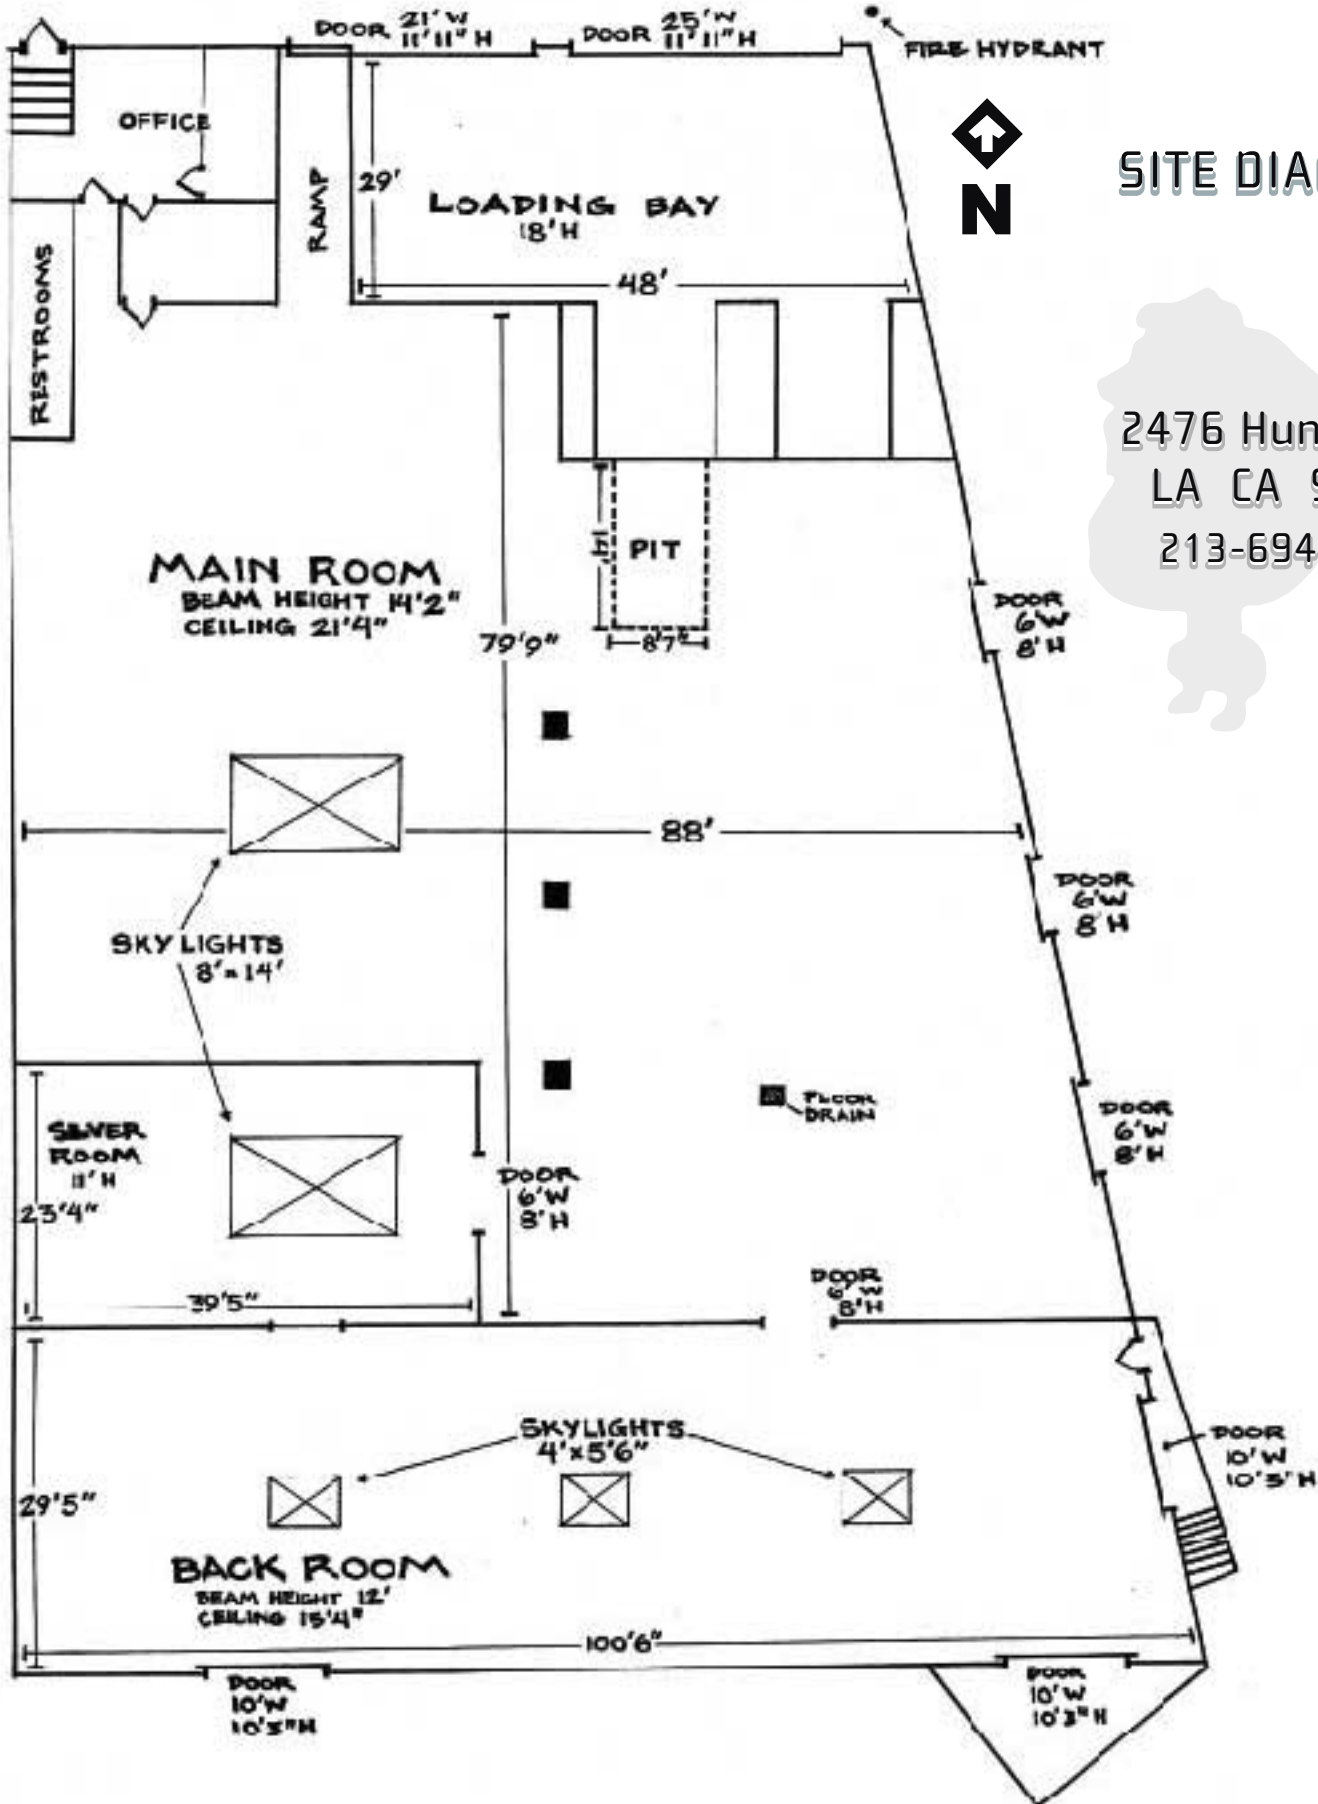 DOOR 21'W
11'11"H
DOOR 25'W
11'11"H
FIRE HYDRANT
OFFICE
RAMP
29'
LOADING BAY
18'H
48'
N
SITE DIA
RESTROOMS
2476 Hun
LA CA
213-694
MAIN ROOM
BEAM HEIGHT 14'2"
CEILING 21'4"
14'
PIT
8'7"
79'9"
DOOR
6'W
8'H
88'
DOOR
6'W
8'H
SKY LIGHTS
8'x14'
FLOOR
DRAIN
DOOR
6'W
8'H
SILVER
ROOM
11'H
23'4"
DOOR
6'W
8'H
39'5"
DOOR
6'W
8'H
SKYLIGHTS
4'x5'6"
DOOR
10'W
10'3"H
29'5"
BACK ROOM
BEAM HEIGHT 12'
CEILING 15'4"
100'6"
DOOR
10'W
10'3"H
DOOR
10'W
10'3"H